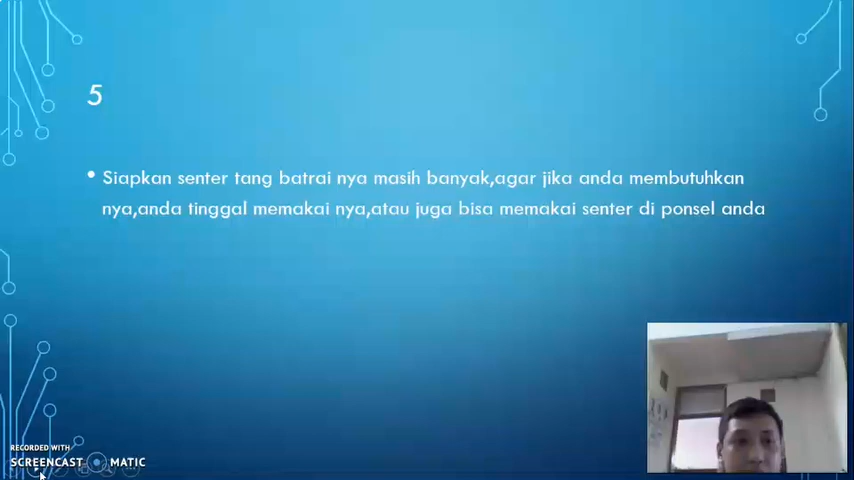 5
• Siapkan senter tang batrai nya masih banyak,agar jika anda membutuhkan
nya,anda tinggal memakai nya,atau juga bisa memakai senter di ponsel anda
RECORDED WITH
SCREENCAST MATIC